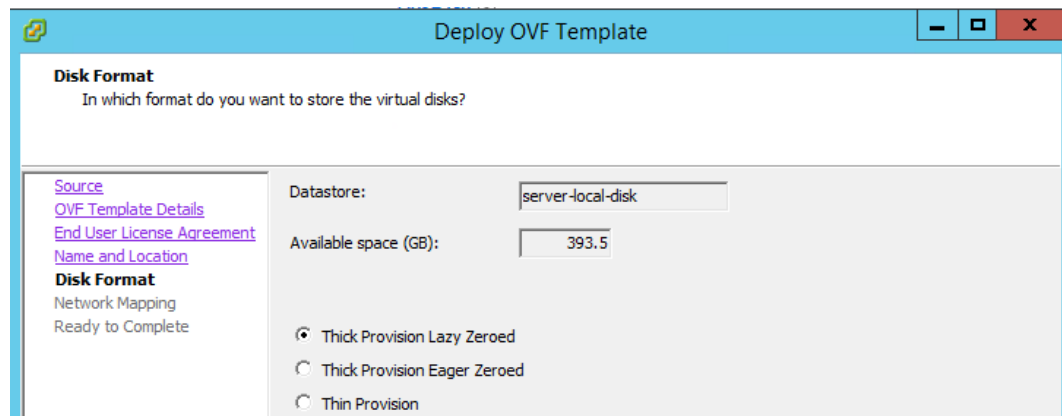 Deploy OVF Template
Disk Format
In which format do you want to store the virtual disks?
Source
OVF Template Details
End User License Agreement
Name and Location
Disk Format
Network Mapping
Ready to Complete
Datastore: server-local-disk
Available space (GB): 393.5
Thick Provision Lazy Zeroed
Thick Provision Eager Zeroed
Thin Provision